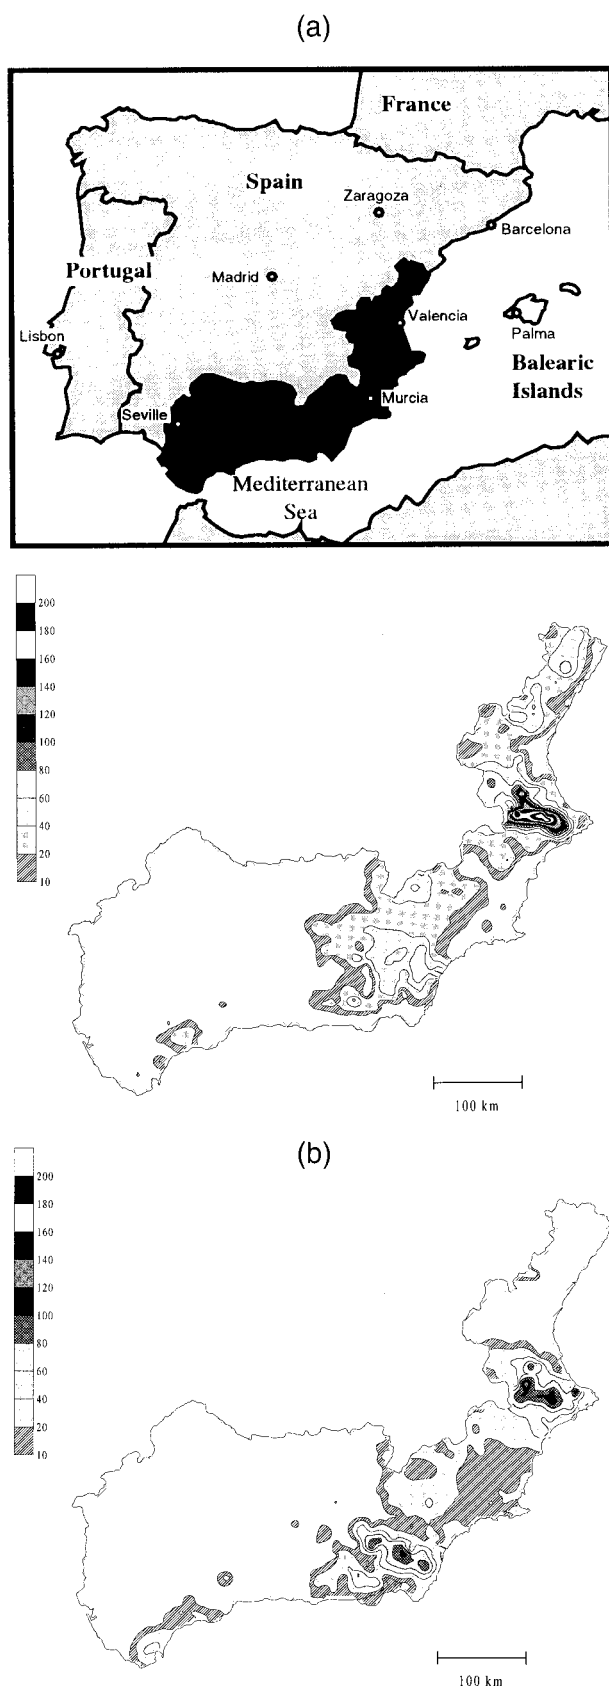 (a)
France
Spain
Zaragoza
Barcelona
Portugal
Madrid
Valencia
Lisbon
Palma
Balearic
Islands
Murcia
Seville
Mediterranean
Sea
200
180
160
140
120
100
80
60
40
20
10
100 km
(b)
200
180
160
140
120
100
80
60
40
20
10
100 km